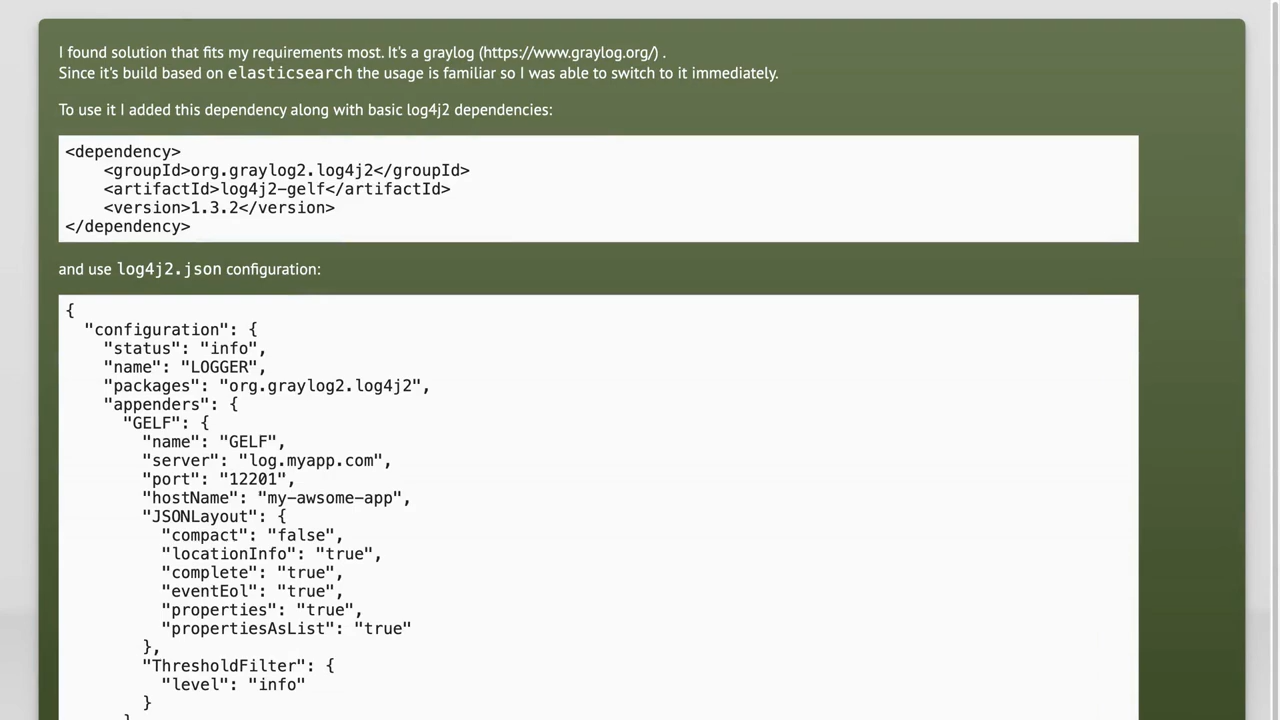 I found solution that fits my requirements most. It's a graylog (https://www.graylog.org/) .
Since it's build based on elasticsearch the usage is familiar so I was able to switch to it immediately.
To use it I added this dependency along with basic log4j2 dependencies:
<dependency>
    <groupId>org.graylog2.log4j2</groupId>
    <artifactId>log4j2-gelf</artifactId>
    <version>1.3.2</version>
</dependency>
and use log4j2.json configuration:
{
  "configuration": {
    "status": "info",
    "name": "LOGGER",
    "packages": "org.graylog2.log4j2",
    "appenders": {
      "GELF": {
        "name": "GELF",
        "server": "log.myapp.com",
        "port": "12201",
        "hostName": "my-awsome-app",
        "JSONLayout": {
          "compact": "false",
          "locationInfo": "true",
          "complete": "true",
          "eventEol": "true",
          "properties": "true",
          "propertiesAsList": "true"
        },
        "ThresholdFilter": {
          "level": "info"
        }
      }